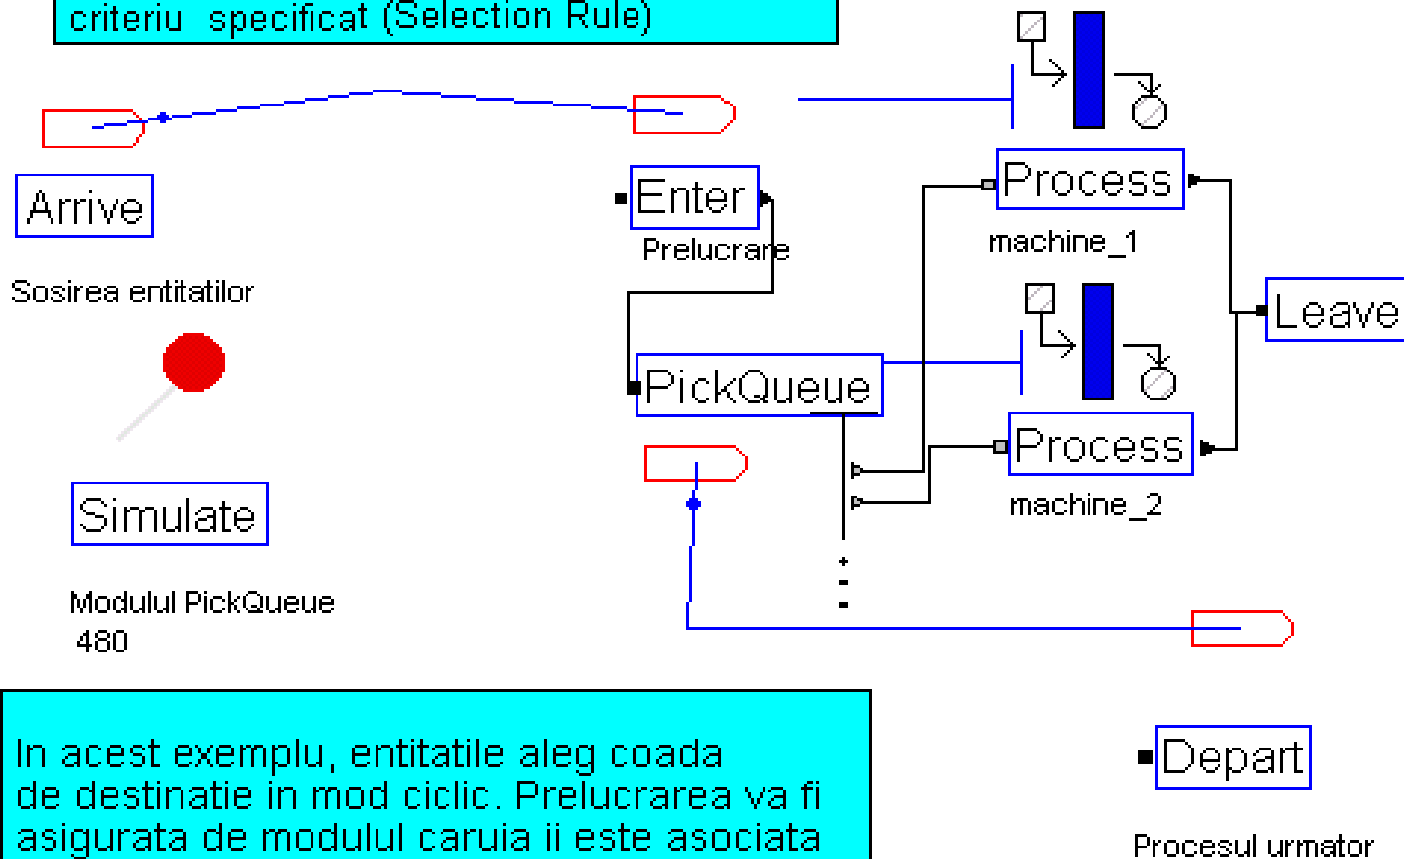 criteriu specificat (Selection Rule)
Arrive
Sosirea entitatilor
Enter
Prelucrare
Process
machine_1
Leave
PickQueue
Process
machine_2
Simulate
Modulul PickQueue
480
In acest exemplu, entitatile aleg coada
de destinatie in mod ciclic. Prelucrarea va fi
asigurata de modulul caruia ii este asociata
Depart
Procesul urmator